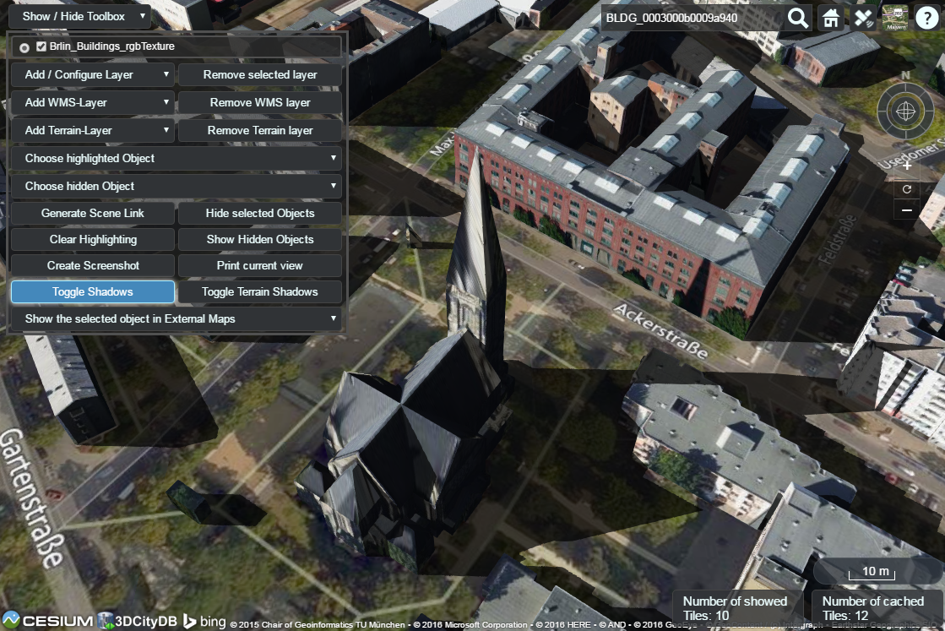 Show / Hide Toolbox
BLDG_0003000b0009a940
Brlin_Buildings_rgbTexture
Add / Configure Layer
Remove selected layer
Add WMS-Layer
Remove WMS layer
Add Terrain-Layer
Remove Terrain layer
Choose highlighted Object
Choose hidden Object
Generate Scene Link
Hide selected Objects
Clear Highlighting
Show Hidden Objects
Create Screenshot
Print current view
Toggle Shadows
Toggle Terrain Shadows
Show the selected object in External Maps
N
Usedomer S
Feldstraße
Ackerstraße
Gartenstraße
10 m
Number of showed
Tiles: 10
Number of cached
Tiles: 12
CESIUM
3DCityDB
bing
© 2015 Chair of Geoinformatics TU München • © 2016 Microsoft Corporation • © 2016 HERE • © AND • © 2016